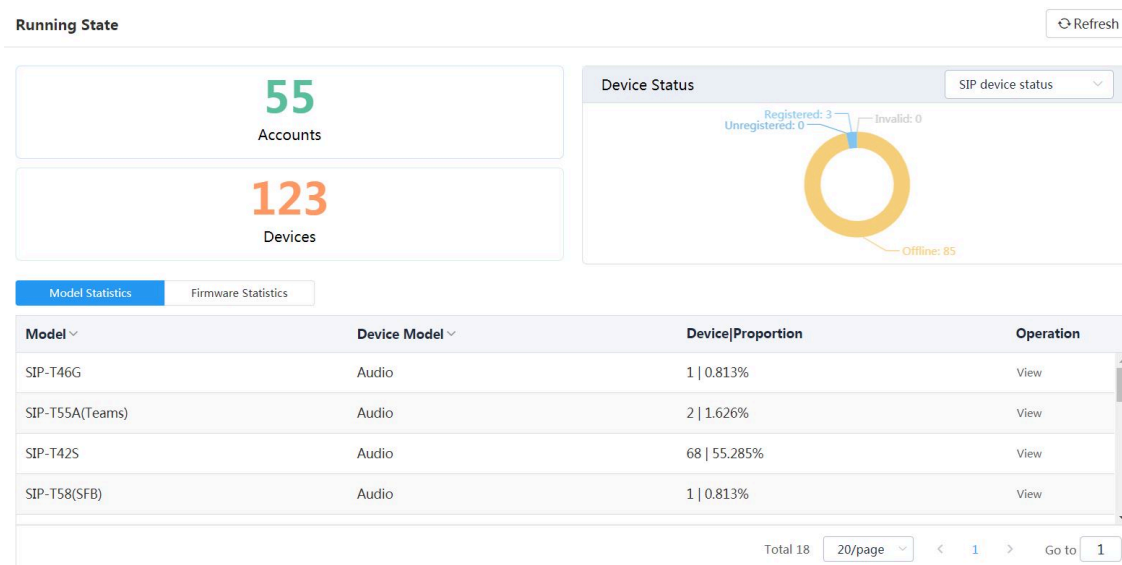 Running State
Refresh
55
Accounts
123
Devices
Device Status
SIP device status
Registered: 3
Unregistered: 0
Invalid: 0
Offline: 85
Model Statistics Firmware Statistics
Model Device Model Device|Proportion Operation
SIP-T46G Audio 1 | 0.813% View
SIP-T55A(Teams) Audio 2 | 1.626% View
SIP-T42S Audio 68 | 55.285% View
SIP-T58(SFB) Audio 1 | 0.813% View
Total 18 20/page < 1 > Go to 1